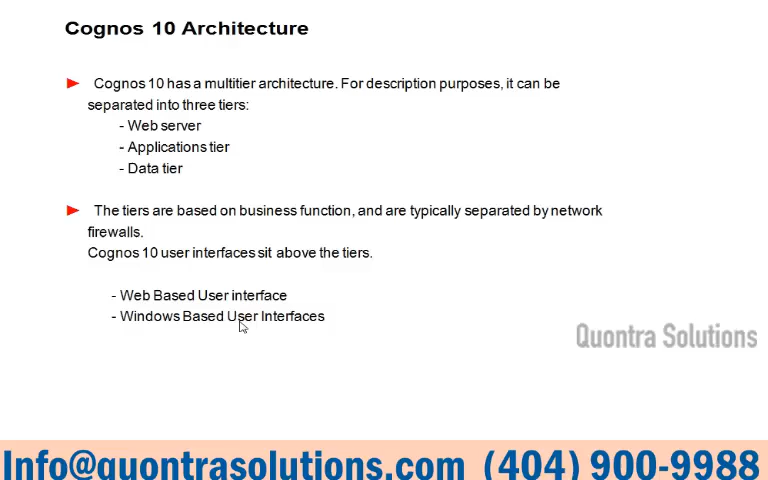 Cognos 10 Architecture
Cognos 10 has a multitier architecture. For description purposes, it can be
separated into three tiers:
- Web server
- Applications tier
- Data tier
The tiers are based on business function, and are typically separated by network
firewalls.
Cognos 10 user interfaces sit above the tiers.
- Web Based User interface
- Windows Based User Interfaces
Quontra Solutions
Info@quontrasolutions.com (404) 900-9988